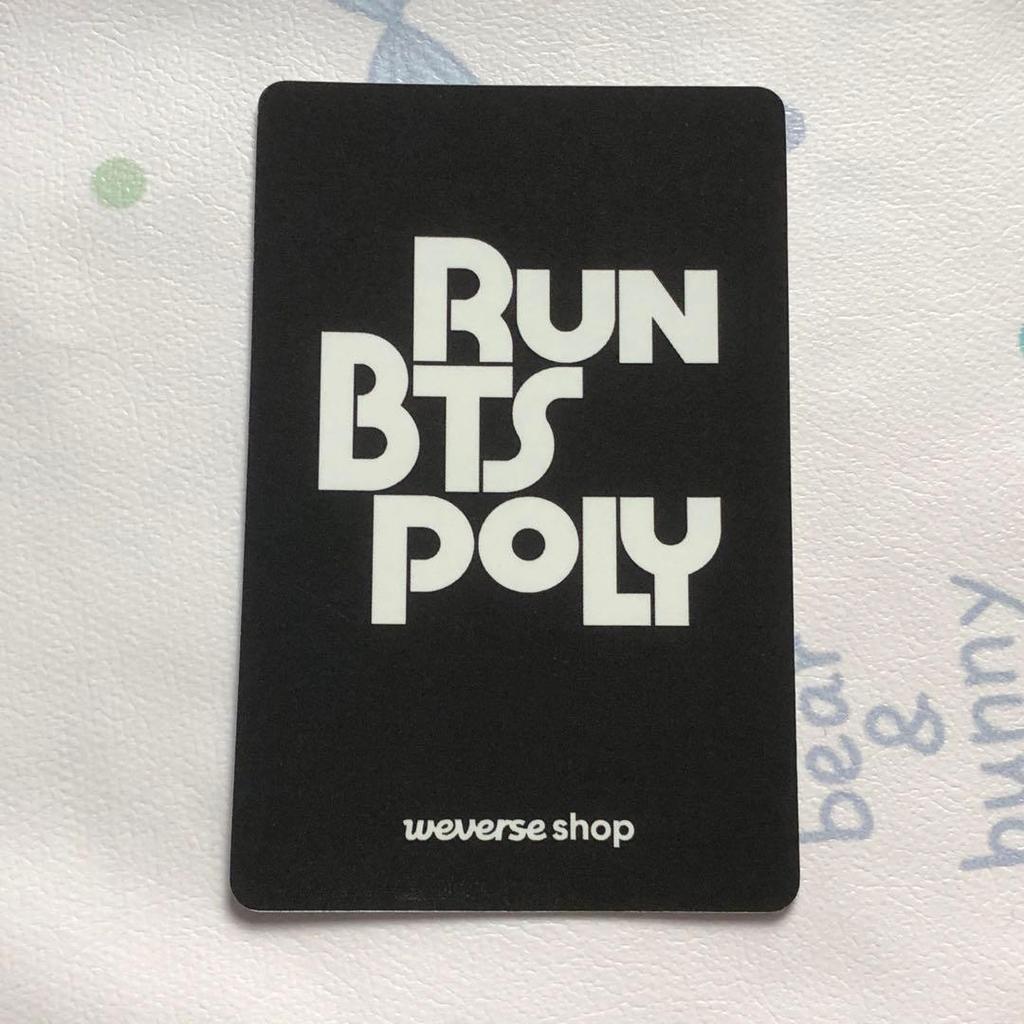 RUN
BTS
POLY
weverse shop
bear
&
bunny